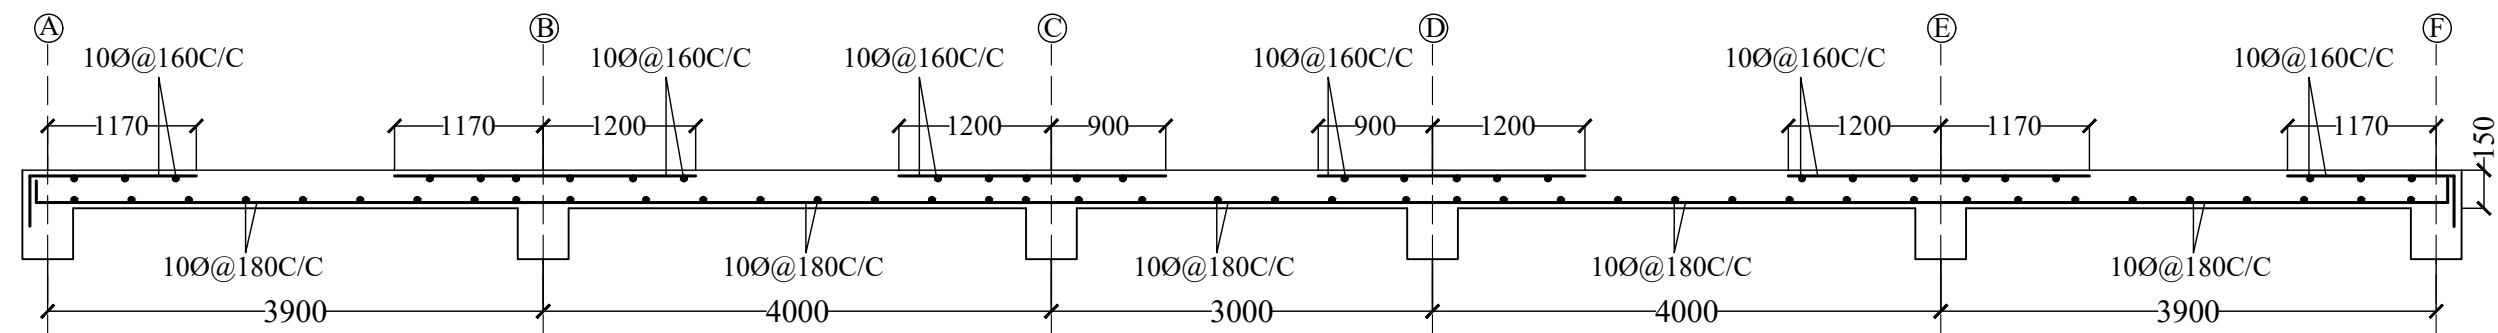 A B C D E F
10Ø@160C/C 10Ø@160C/C 10Ø@160C/C 10Ø@160C/C 10Ø@160C/C 10Ø@160C/C
1170 1170 1200 1200 900 900 1200 1200 1170 1170
150
10Ø@180C/C 10Ø@180C/C 10Ø@180C/C 10Ø@180C/C 10Ø@180C/C
3900 4000 3000 4000 3900